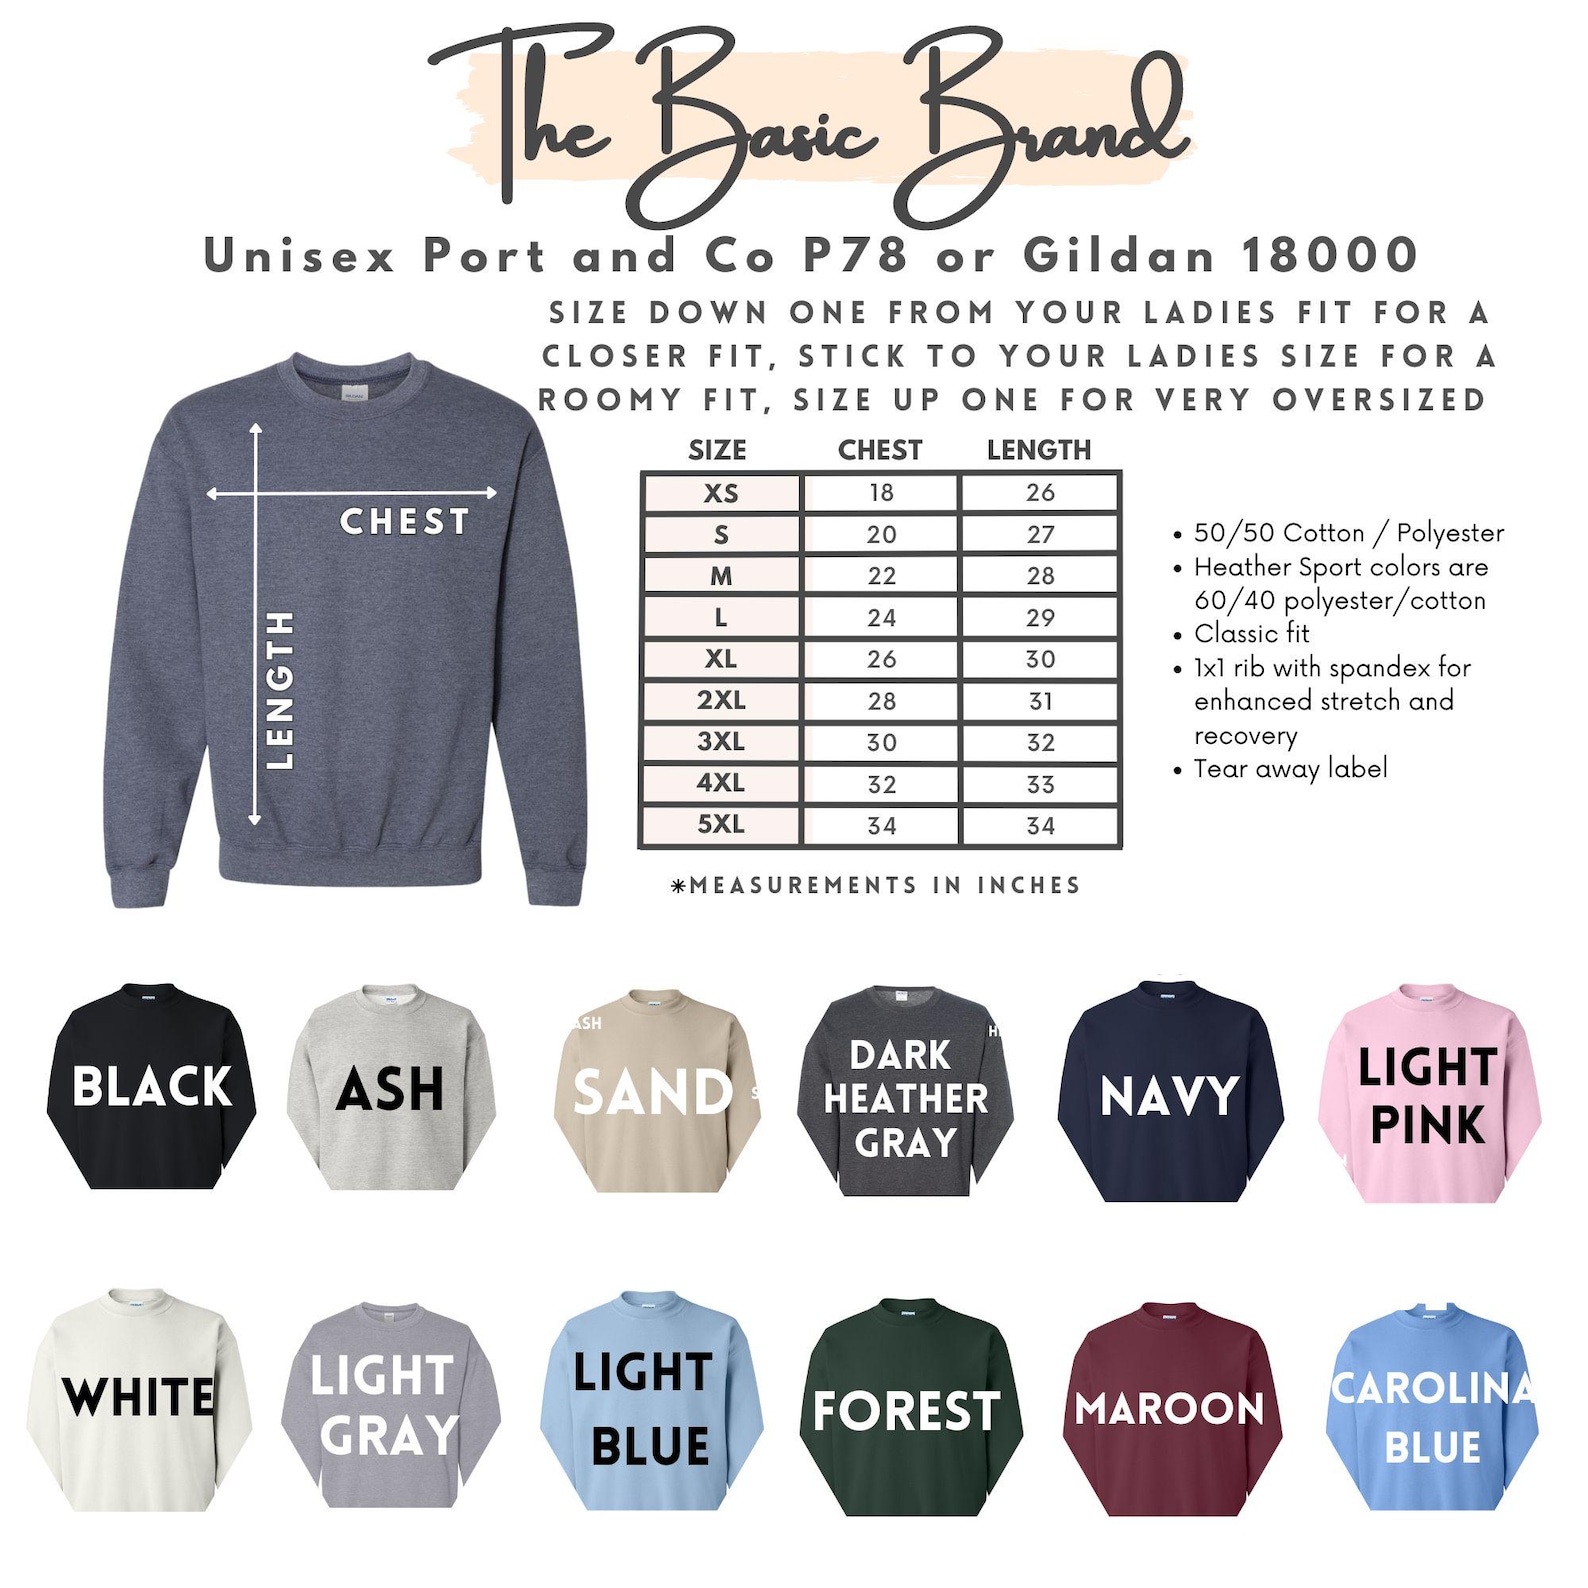 The Basic Brand
Unisex Port and Co P78 or Gildan 18000
SIZE DOWN ONE FROM YOUR LADIES FIT FOR A
CLOSER FIT, STICK TO YOUR LADIES SIZE FOR A
ROOMY FIT, SIZE UP ONE FOR VERY OVERSIZED
CHEST
LENGTH
SIZE CHEST LENGTH
XS 18 26
S 20 27
M 22 28
L 24 29
XL 26 30
2XL 28 31
3XL 30 32
4XL 32 33
5XL 34 34
*MEASUREMENTS IN INCHES
• 50/50 Cotton / Polyester
• Heather Sport colors are
60/40 polyester/cotton
• Classic fit
• 1x1 rib with spandex for
enhanced stretch and
recovery
• Tear away label
BLACK
ASH
ASH
SAND
S
DARK
HEATHER
GRAY
H
NAVY
LIGHT
PINK
WHITE
LIGHT
GRAY
LIGHT
BLUE
FOREST
MAROON
CAROLINA
BLUE